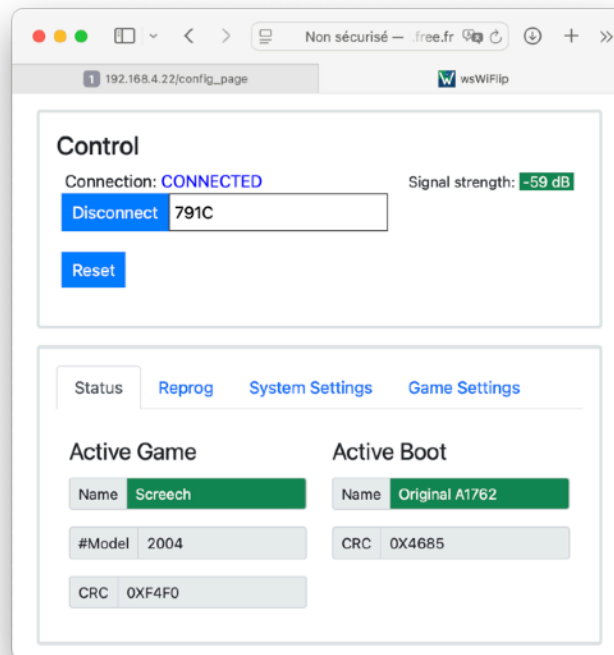 Non sécurisé — .free.fr
1 192.168.4.22/config_page
wsWiFlip
Control
Connection: CONNECTED
Signal strength: -59 dB
Disconnect 791C
Reset
Status Reprog System Settings Game Settings
Active Game
Active Boot
Name Screech
Name Original A1762
#Model 2004
CRC 0X4685
CRC 0XF4F0